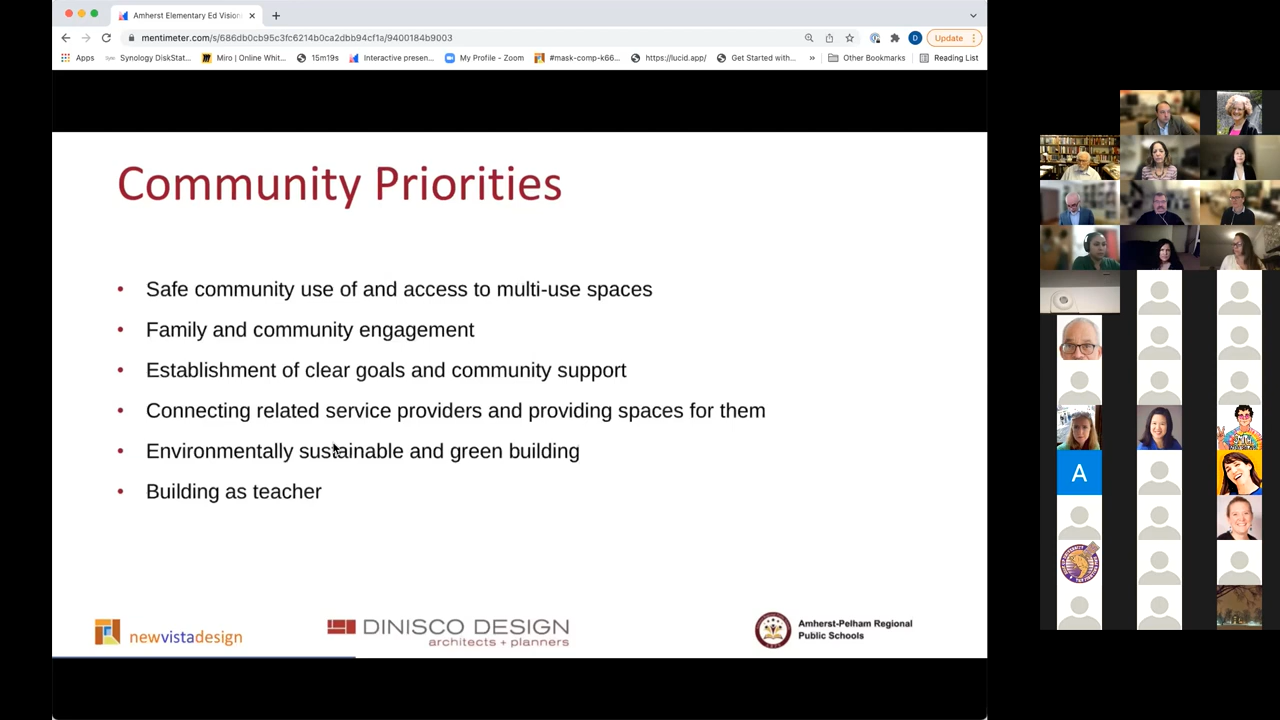 Amherst Elementary Ed Vision
mentimeter.com/s/686db0cb95c3fc6214b0ca2dbb94cf1a/9400184b9003
Update
Apps
Synology DiskStat...
Miro | Online Whit...
15m19s
Interactive presen...
My Profile - Zoom
#mask-comp-k66...
https://lucid.app/
Get Started with...
»
Other Bookmarks
Reading List
Community Priorities
• Safe community use of and access to multi-use spaces
• Family and community engagement
• Establishment of clear goals and community support
• Connecting related service providers and providing spaces for them
• Environmentally sustainable and green building
• Building as teacher
newvistadesign
DINISCO DESIGN
architects + planners
Amherst-Pelham Regional
Public Schools
D
A